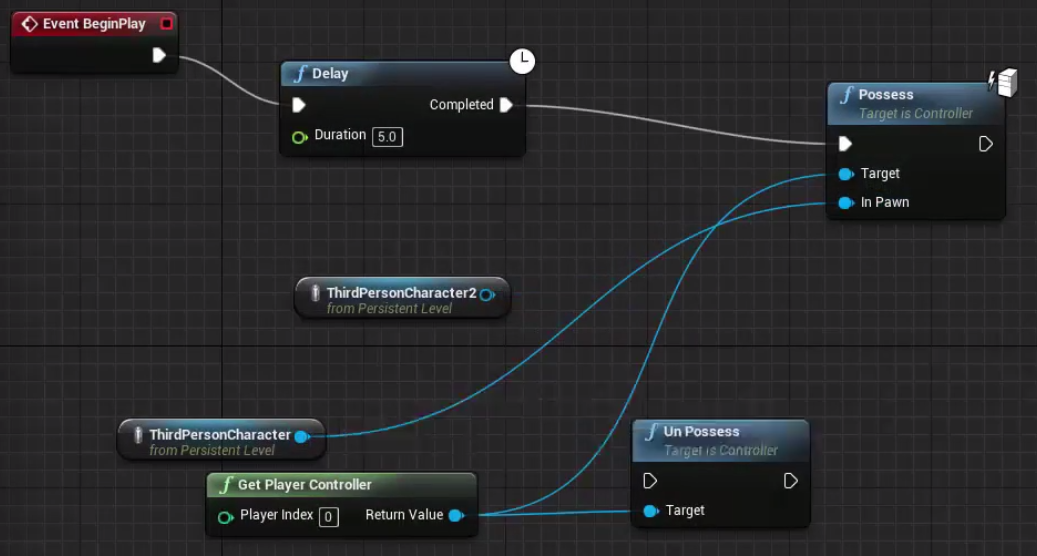 Event BeginPlay
Delay
Completed
Duration 5.0
Possess
Target is Controller
Target
In Pawn
ThirdPersonCharacter2
from Persistent Level
ThirdPersonCharacter
from Persistent Level
Get Player Controller
Player Index 0 Return Value
Un Possess
Target is Controller
Target